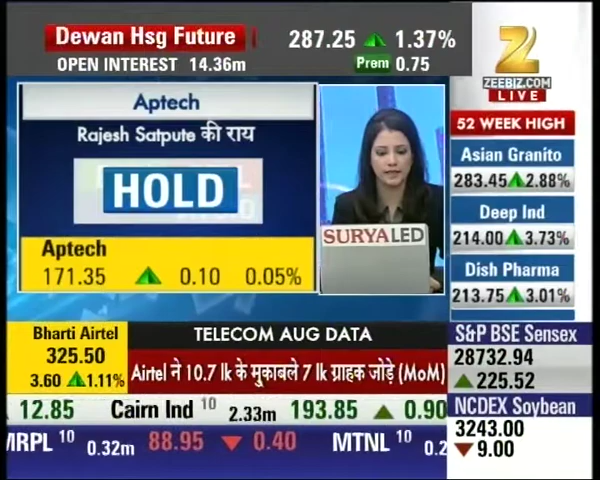 Dewan Hsg Future
287.25 1.37%
OPEN INTEREST 14.36m
Prem 0.75
ZEEBIZ.COM
LIVE
Aptech
Rajesh Satpute की राय
HOLD
Aptech
171.35 0.10 0.05%
SURYA LED
52 WEEK HIGH
Asian Granito
283.45 2.88%
Deep Ind
214.00 3.73%
Dish Pharma
213.75 3.01%
Bharti Airtel
325.50
3.60 1.11%
TELECOM AUG DATA
Airtel ने 10.7 lk के मुकाबले 7 lk ग्राहक जोड़े (MoM)
S&P BSE Sensex
28732.94
225.52
NCDEX Soybean
3243.00
9.00
12.85 Cairn Ind 10 2.33m 193.85 0.90
MRPL 10 0.32m 88.95 0.40 MTNL 10 0.2